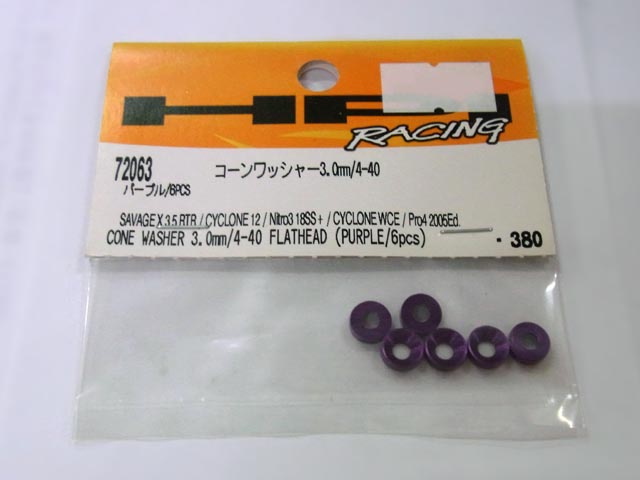 RACING
72063 コーンワッシャー3.0mm/4-40
パープル/6PCS
SAVAGE X 3.5 RTR / CYCLONE 12 / Nitro3 18SS+ / CYCLONE WCE / Pro4 2005Ed.
CONE WASHER 3.0mm/4-40 FLATHEAD (PURPLE/6pcs) ・380